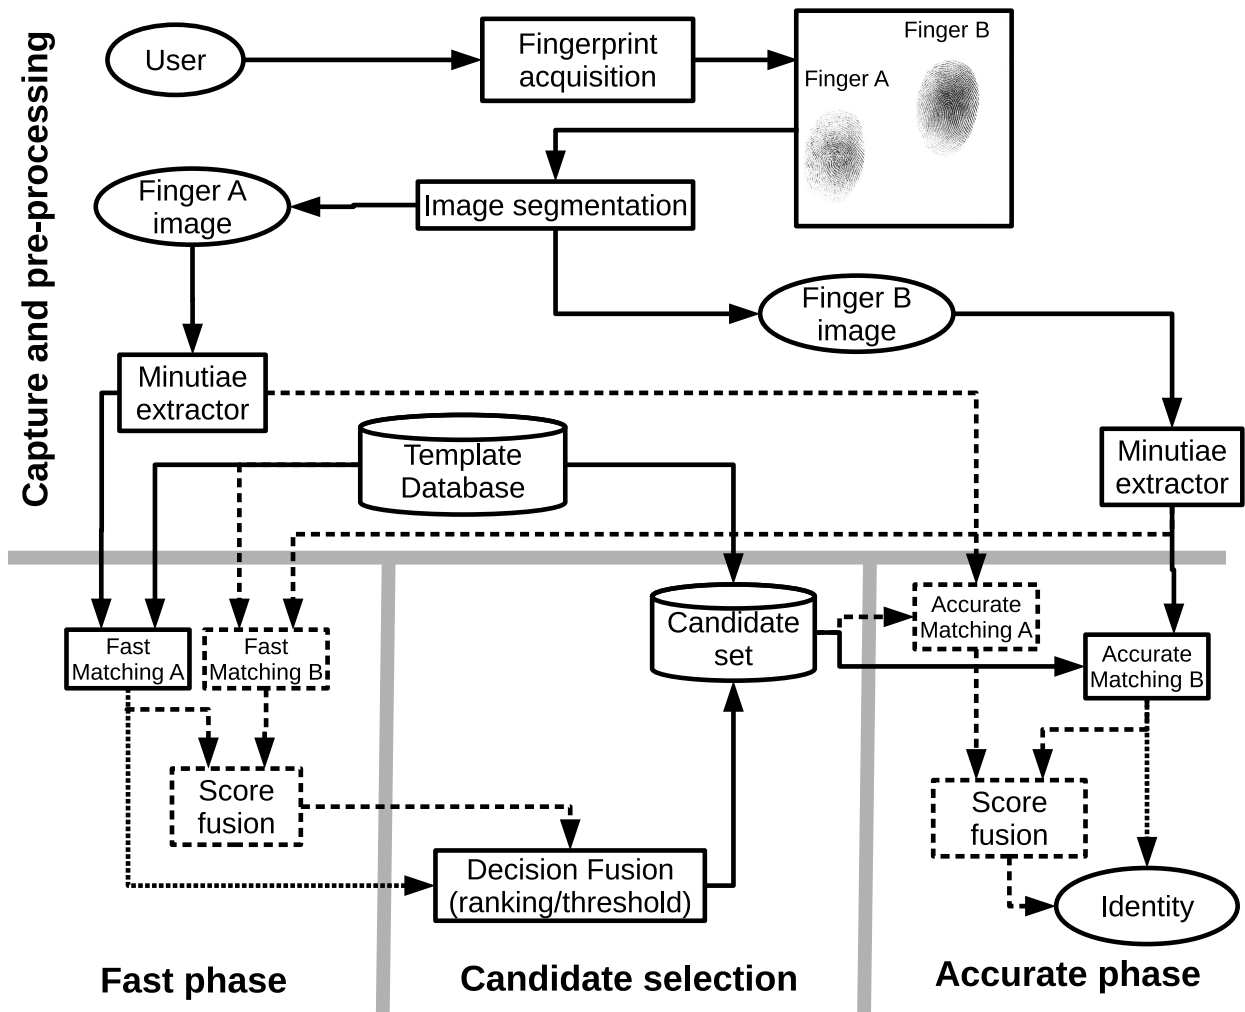 Capture and pre-processing
User
Fingerprint
acquisition
Finger B
Finger A
Finger A
image
Image segmentation
Finger B
image
Minutiae
extractor
Template
Database
Minutiae
extractor
Fast
Matching A
Fast
Matching B
Candidate
set
Accurate
Matching A
Accurate
Matching B
Score
fusion
Score
fusion
Decision Fusion
(ranking/threshold)
Identity
Fast phase
Candidate selection
Accurate phase